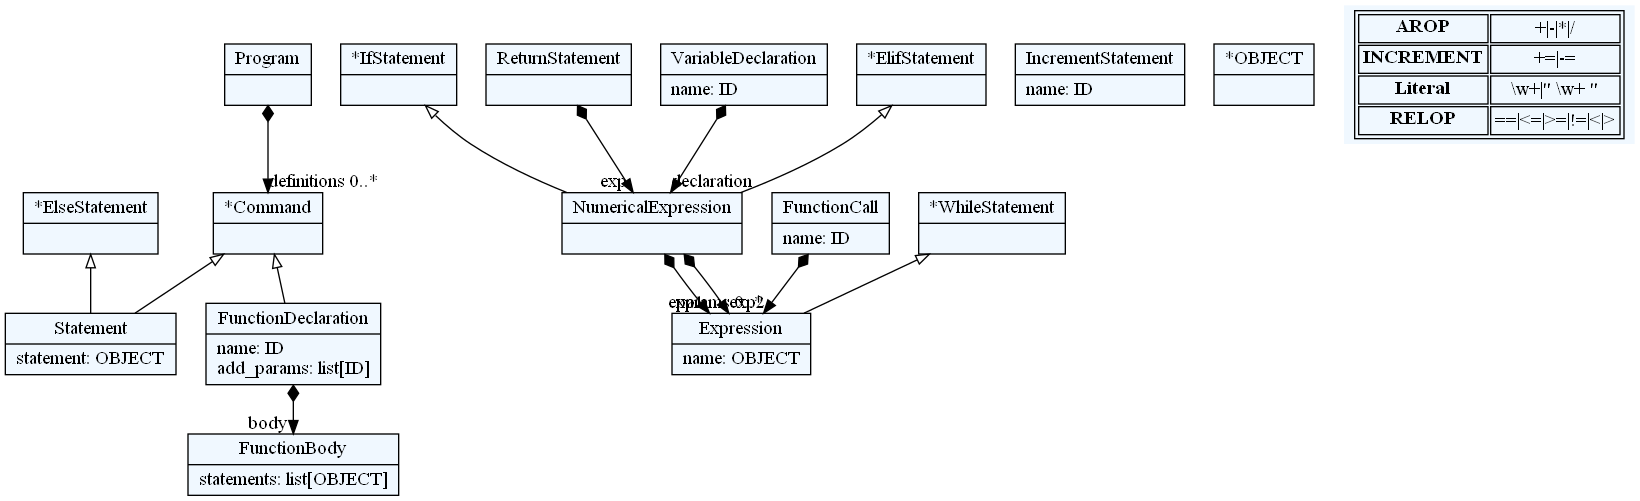 AROP +|-|*|/
INCREMENT +=|-=
Literal \w+|" \w+ "
RELOP ==|<=|>=|!=|<|>
Program
*IfStatement
ReturnStatement
VariableDeclaration
name: ID
*ElifStatement
IncrementStatement
name: ID
*OBJECT
definitions 0..*
exp
declaration
*ElseStatement
*Command
NumericalExpression
FunctionCall
name: ID
*WhileStatement
Statement
statement: OBJECT
FunctionDeclaration
name: ID
add_params: list[ID]
Expression
name: OBJECT
body
FunctionBody
statements: list[OBJECT]